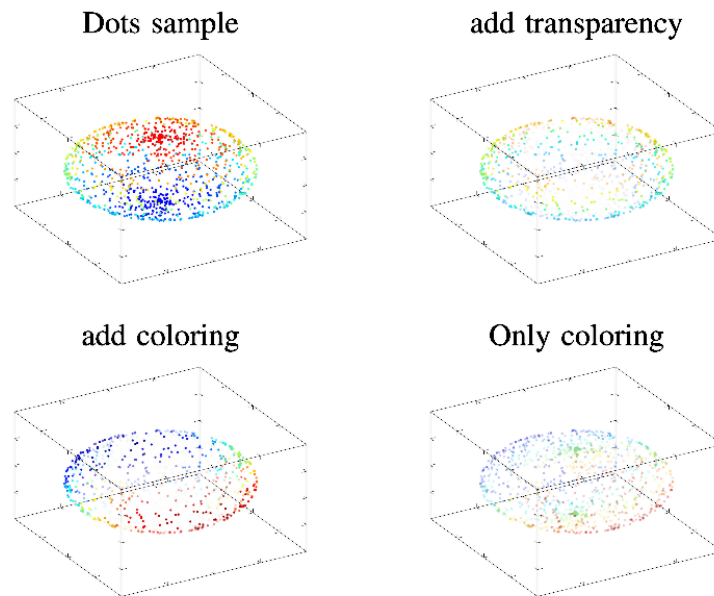 Dots sample
add transparency
add coloring
Only coloring